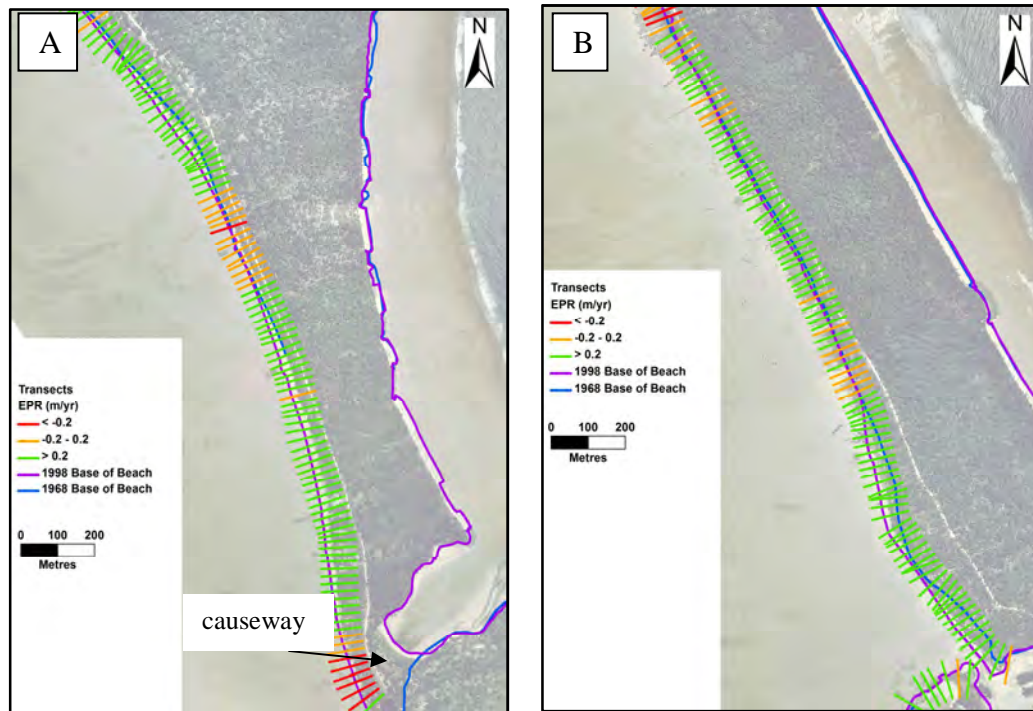 A
N
Transects
EPR (m/yr)
< -0.2
-0.2 - 0.2
> 0.2
1998 Base of Beach
1968 Base of Beach
0 100 200
Metres
causeway
B
N
Transects
EPR (m/yr)
< -0.2
-0.2 - 0.2
> 0.2
1998 Base of Beach
1968 Base of Beach
0 100 200
Metres